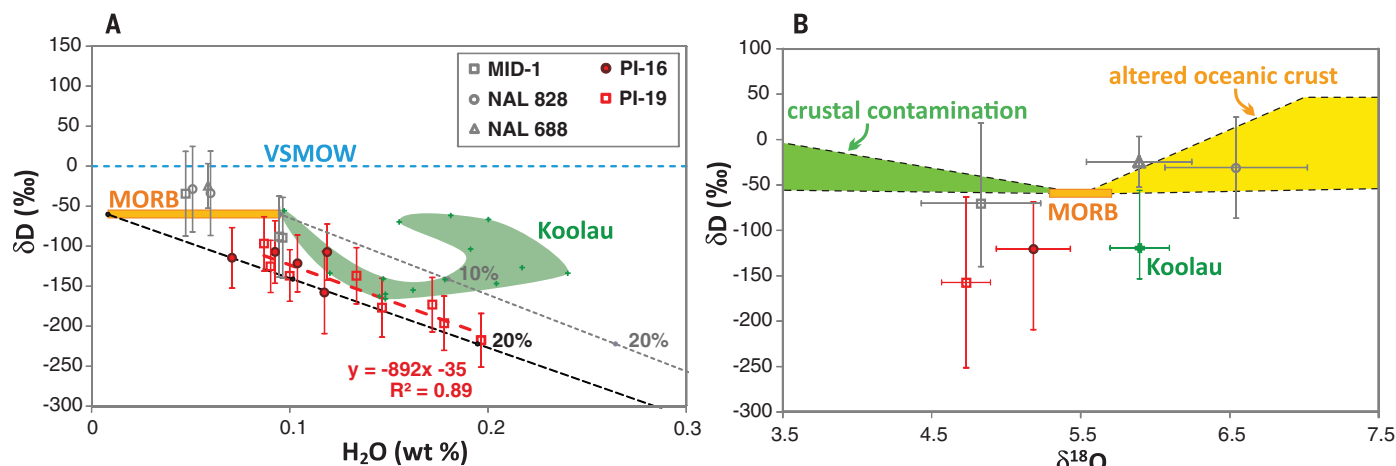 A
150
100
50
0
-50
-100
-150
-200
-250
-300
δD (‰)
MID-1
NAL 828
NAL 688
PI-16
PI-19
VSMOW
MORB
Koolau
10%
20%
20%
y = -892x -35
R² = 0.89
0
0.1
0.2
0.3
H₂O (wt %)
B
100
50
0
-50
-100
-150
-200
-250
-300
δD (‰)
altered oceanic crust
crustal contamination
MORB
Koolau
3.5
4.5
5.5
6.5
7.5
δ¹⁸O